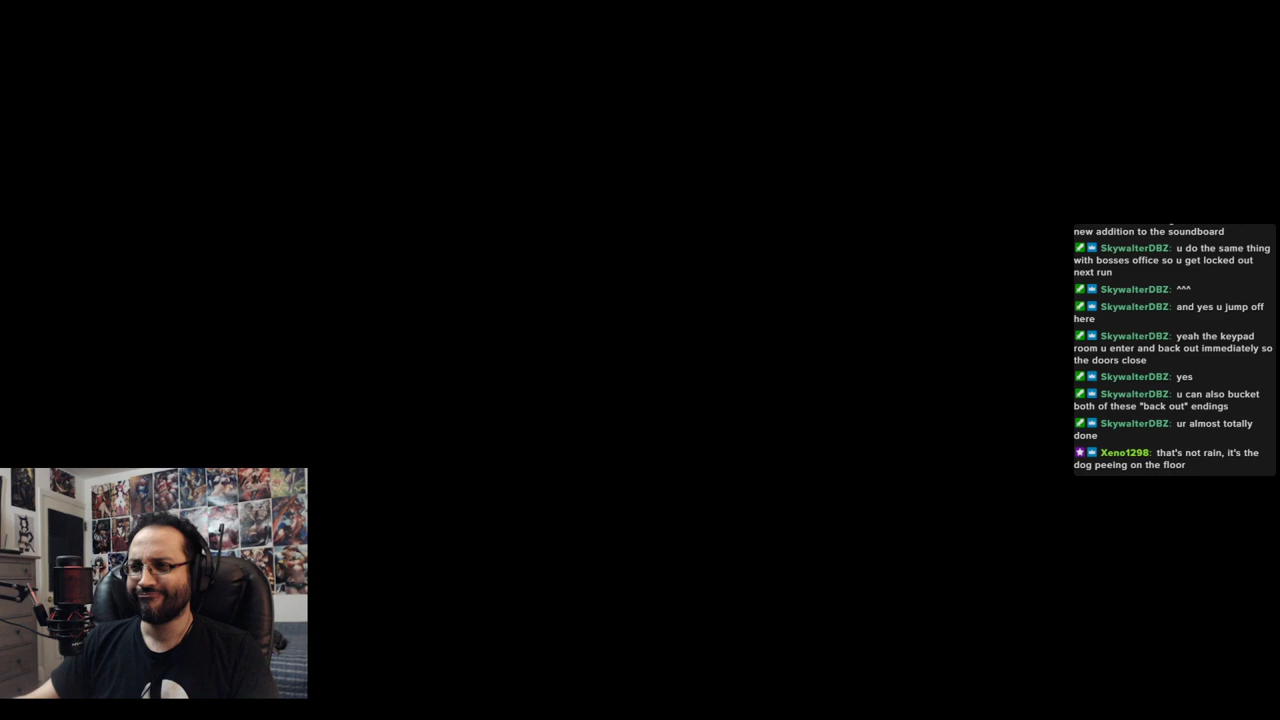 new addition to the soundboard
SkywalterDBZ: u do the same thing
with bosses office so u get locked out
next run
SkywalterDBZ: ^^^
SkywalterDBZ: and yes u jump off
here
SkywalterDBZ: yeah the keypad
room u enter and back out immediately so
the doors close
SkywalterDBZ: yes
SkywalterDBZ: u can also bucket
both of these "back out" endings
SkywalterDBZ: ur almost totally
done
Xeno1298: that's not rain, it's the
dog peeing on the floor